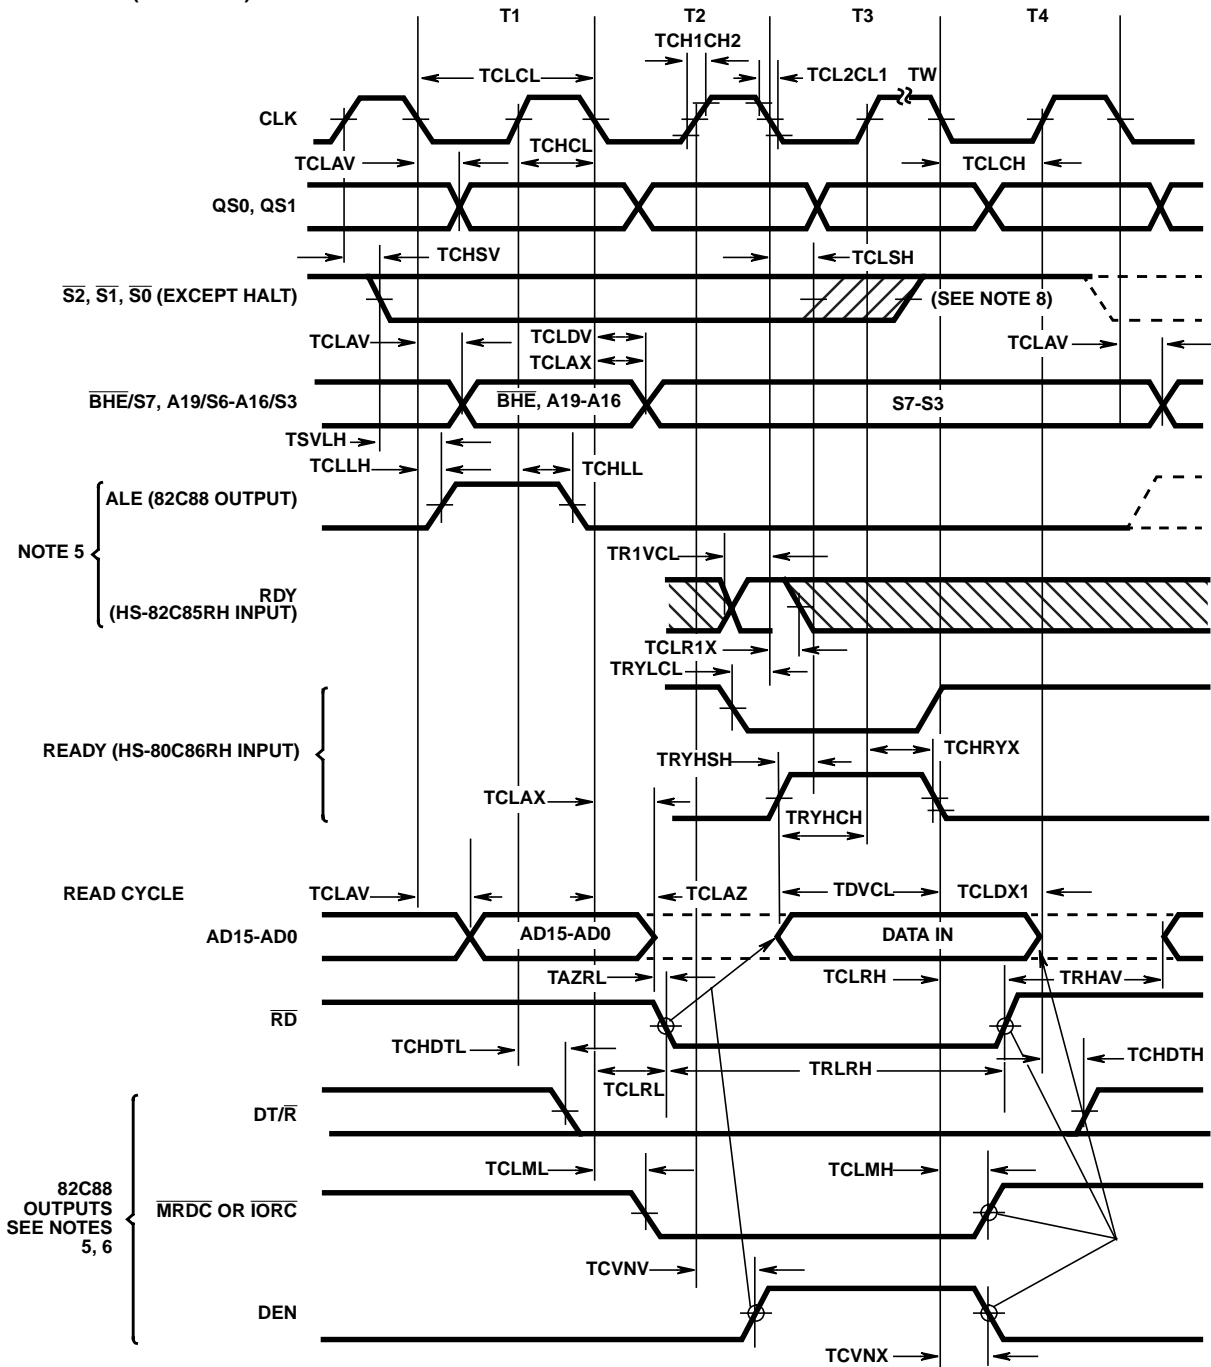 T1 T2 T3 T4
TCH1CH2
TCLCL TCL2CL1 TW
CLK
TCHCL
TCLAV TCLCH
QS0, QS1
TCHSV TCLSH
S2, S1, S0 (EXCEPT HALT) (SEE NOTE 8)
TCLDV
TCLAV TCLAV
TCLAX
BHE/S7, A19/S6-A16/S3 BHE, A19-A16 S7-S3
TSVLH
TCLLH TCHLL
ALE (82C88 OUTPUT)
NOTE 5
TR1VCL
RDY
(HS-82C85RH INPUT)
TCLR1X
TRYLCL
READY (HS-80C86RH INPUT) TCHRYX
TRYHSH
TCLAX
TRYHCH
READ CYCLE TCLAV TCLAZ TDVCL TCLDX1
AD15-AD0 AD15-AD0 DATA IN
TAZRL TCLRH TRHAV
RD
TCHDTL TCHDTH
TCLRL TRLRH
DT/R
TCLML TCLMH
82C88
OUTPUTS
SEE NOTES
5, 6
MRDC OR IORC
TCVNV
DEN
TCVNX